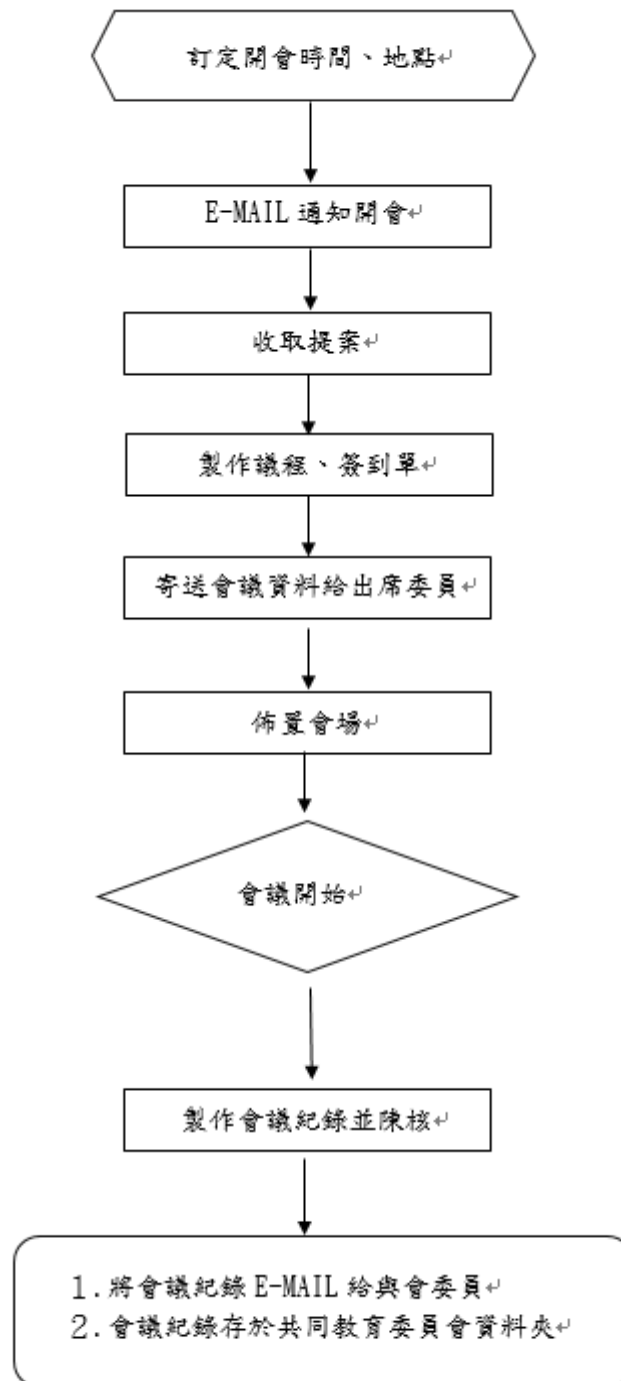 訂定開會時間、地點
E-MAIL 通知開會
收取提案
製作議程、簽到單
寄送會議資料給出席委員
佈置會場
會議開始
製作會議紀錄並陳核
1.將會議紀錄 E-MAIL 給與會委員
2.會議紀錄存於共同教育委員會資料夾